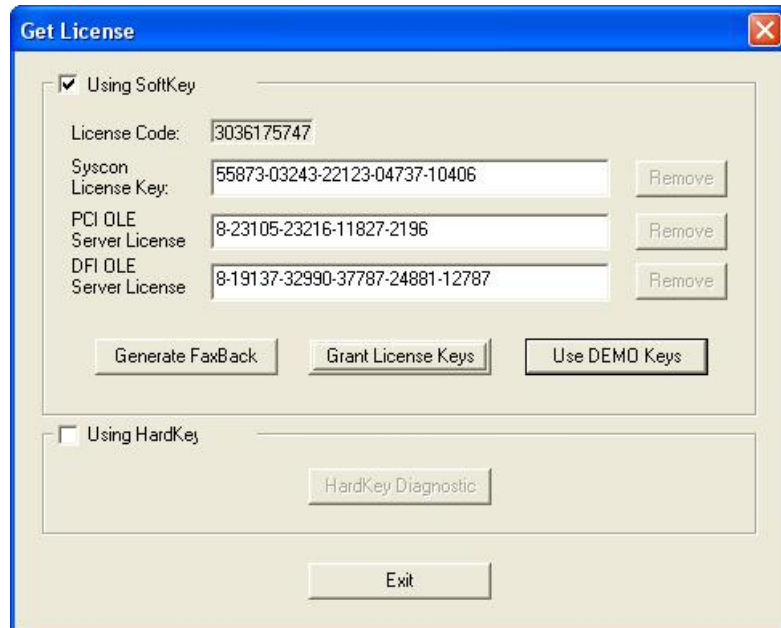 Get License
Using SoftKey
License Code: 3036175747
Syscon
License Key: 55873-03243-22123-04737-10406 Remove
PCI OLE
Server License 8-23105-23216-11827-2196 Remove
DFI OLE
Server License 8-19137-32990-37787-24881-12787 Remove
Generate FaxBack Grant License Keys Use DEMO Keys
Using HardKey
HardKey Diagnostic
Exit